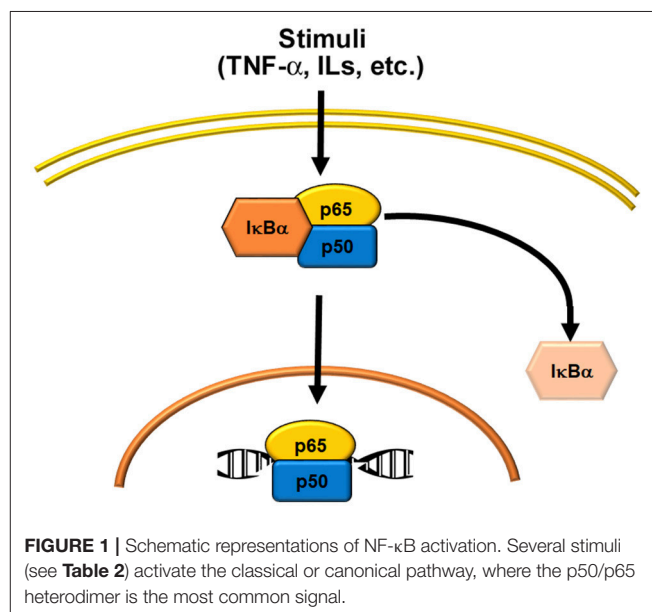 Stimuli
(TNF-α, ILs, etc.)
p65
IκBα
p50
IκBα
p65
p50
FIGURE 1 | Schematic representations of NF-κB activation. Several stimuli
(see Table 2) activate the classical or canonical pathway, where the p50/p65
heterodimer is the most common signal.